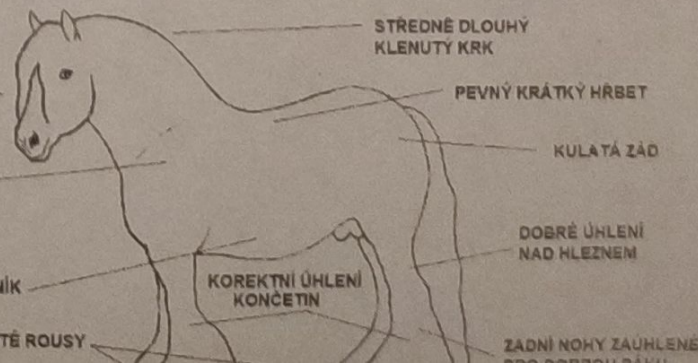 STŘEDNĚ DLOUHÝ
KLENUTÝ KRK
PEVNÝ KRÁTKÝ HŘBET
KULATÁ ZÁĎ
DOBRÉ ÚHLENÍ
NAD HLEZNEM
NÍK
KOREKTNÍ ÚHLENÍ
KONČETIN
TÉ ROUSY
ZADNÍ NOHY ZAÚHLENÉ